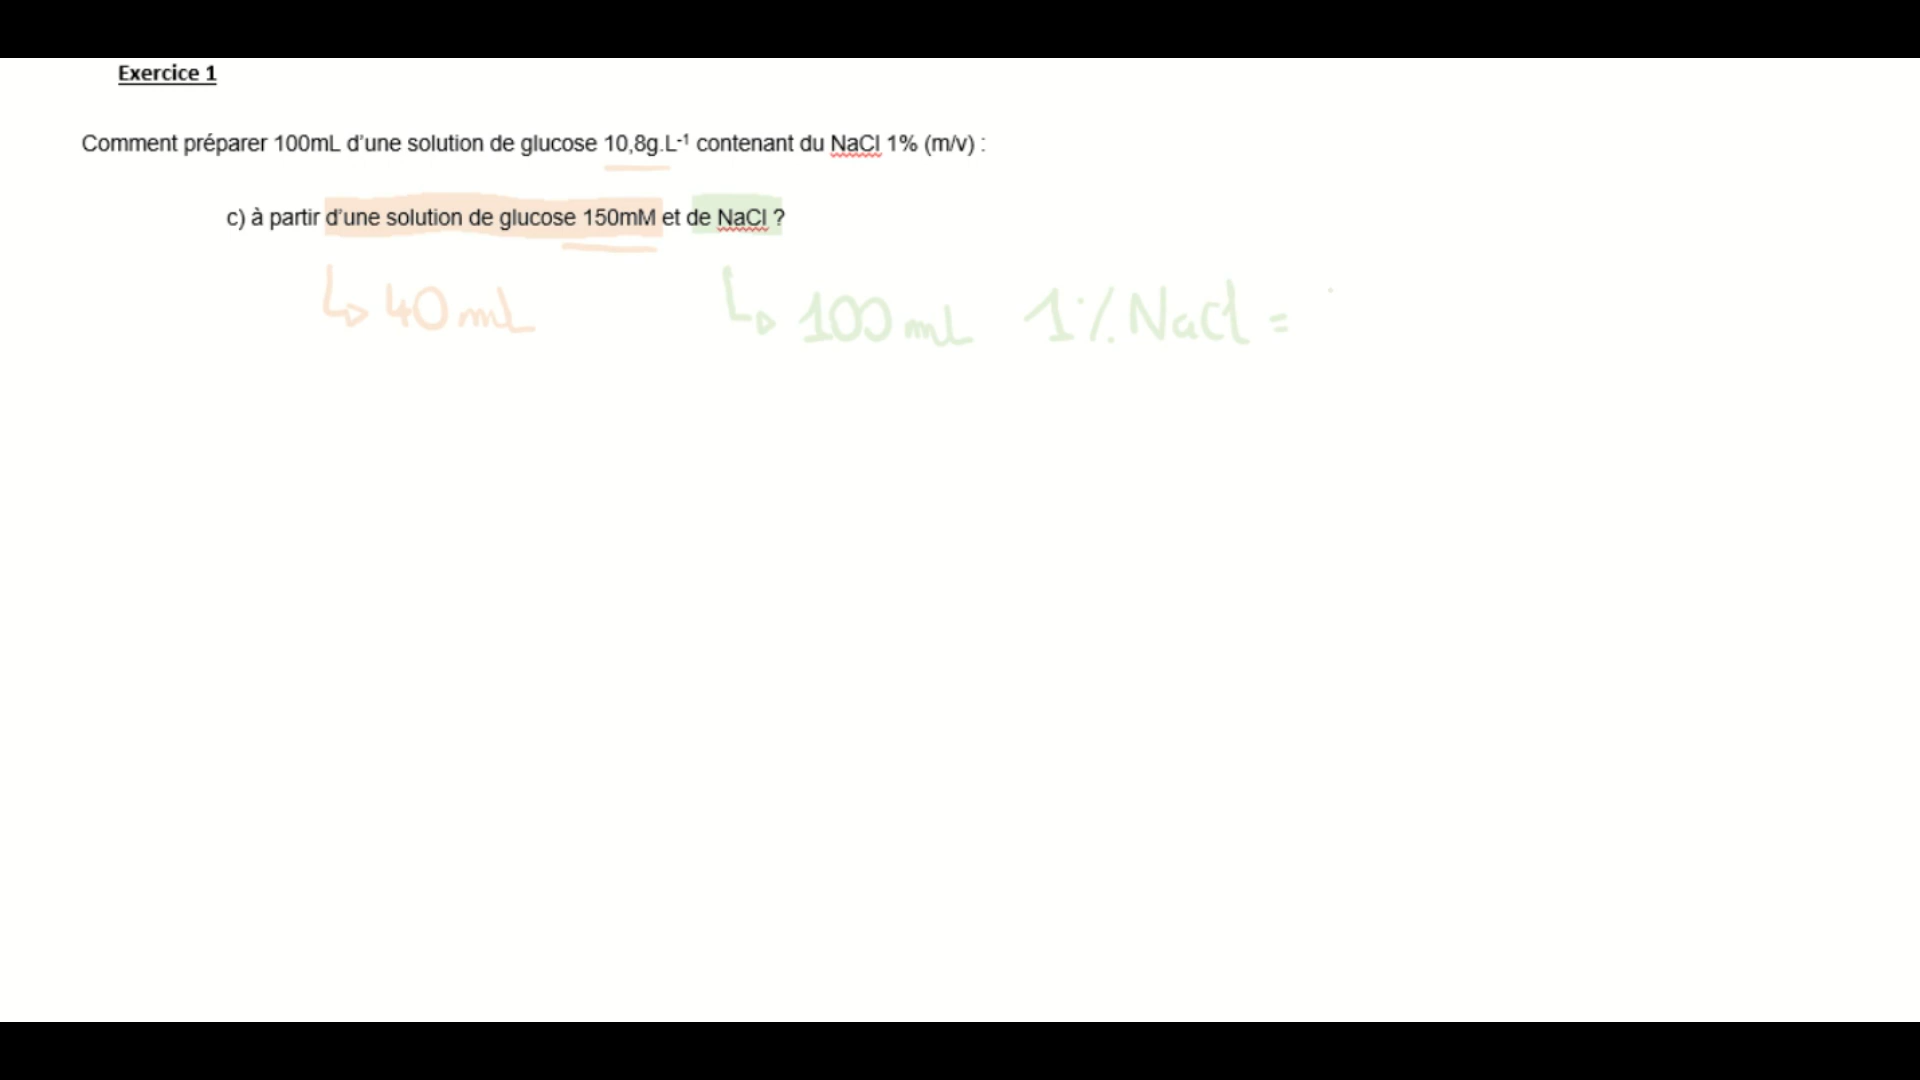 Exercice 1
Comment préparer 100mL d'une solution de glucose 10,8g.L⁻¹ contenant du NaCl 1% (m/v) :
c) à partir d'une solution de glucose 150mM et de NaCl ?
↳ 40 mL ↳ 100 mL 1% NaCl =